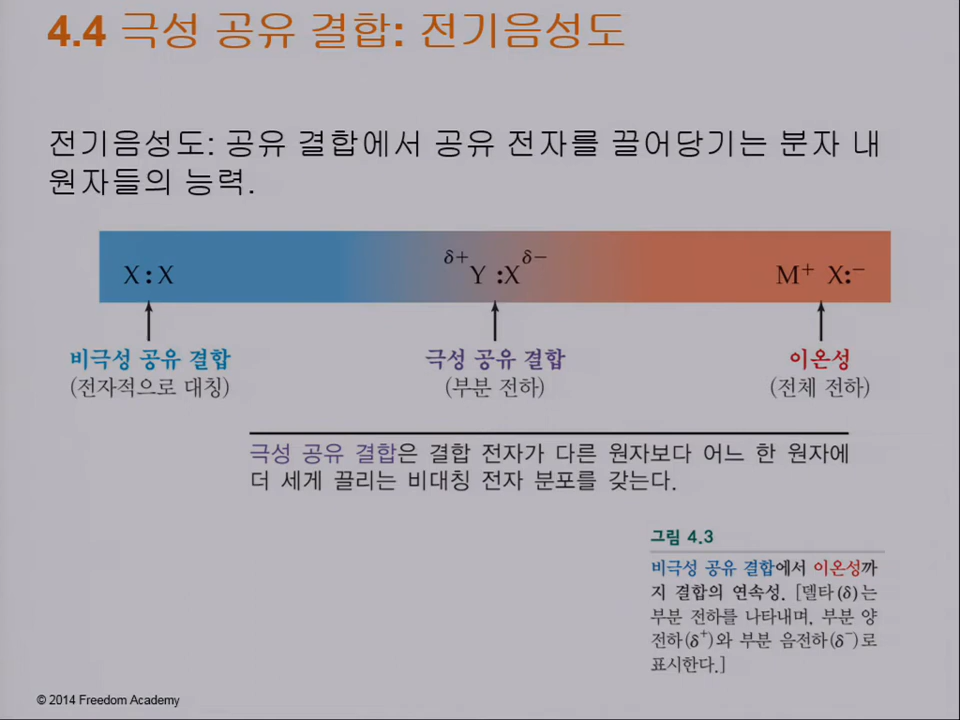 4.4 극성 공유 결합: 전기음성도
전기음성도: 공유 결합에서 공유 전자를 끌어당기는 분자 내
원자들의 능력.
X:X
δ+Y :Xδ−
M+ X:−
비극성 공유 결합
(전자적으로 대칭)
극성 공유 결합
(부분 전하)
이온성
(전체 전하)
극성 공유 결합은 결합 전자가 다른 원자보다 어느 한 원자에
더 세게 끌리는 비대칭 전자 분포를 갖는다.
그림 4.3
비극성 공유 결합에서 이온성까
지 결합의 연속성. [델타(δ)는
부분 전하를 나타내며, 부분 양
전하(δ+)와 부분 음전하(δ−)로
표시한다.]
© 2014 Freedom Academy